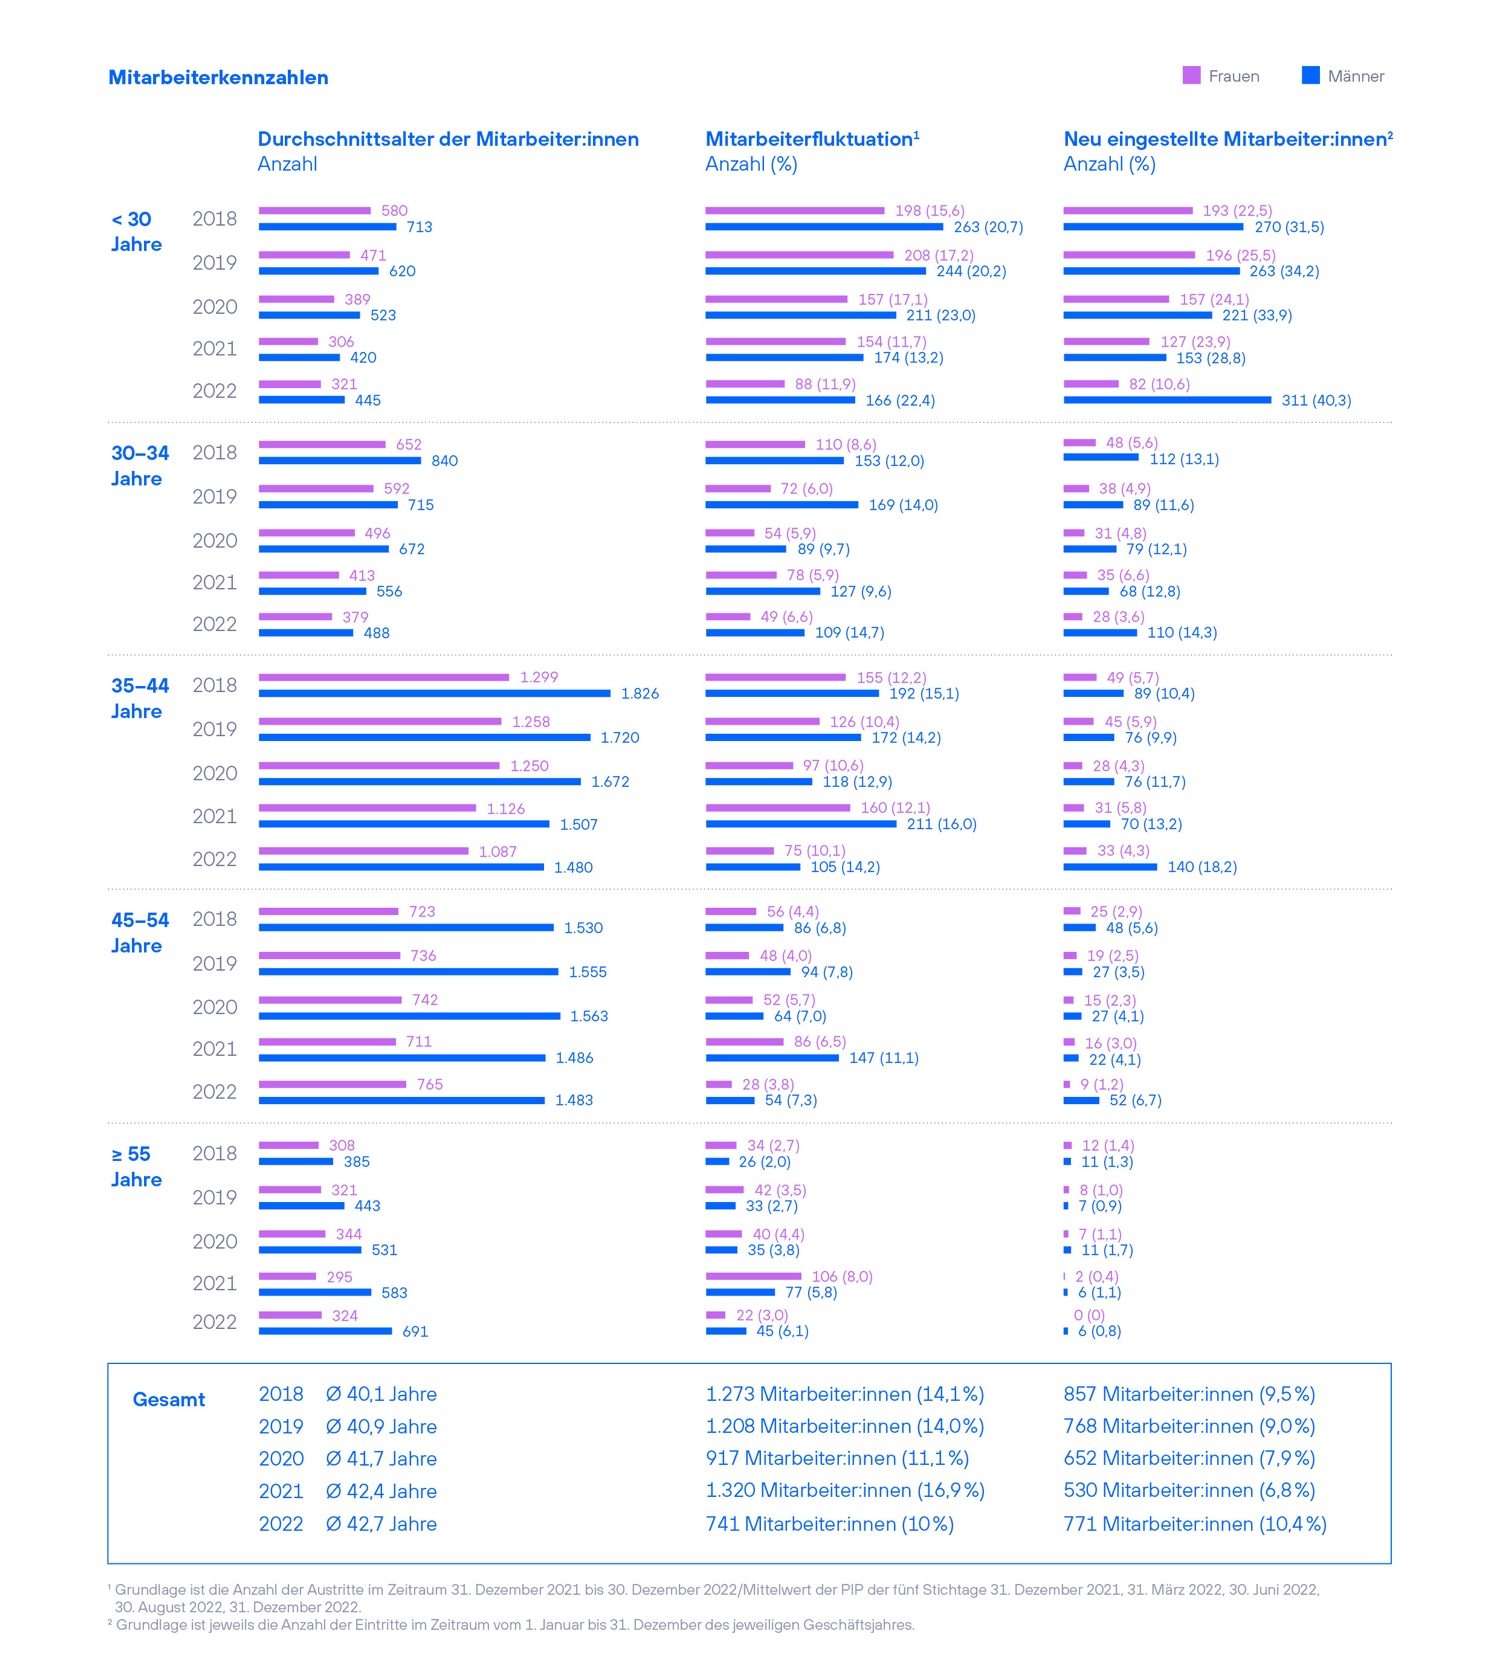 Mitarbeiterkennzahlen
Frauen Männer
Durchschnittsalter der Mitarbeiter:innen Mitarbeiterfluktuation¹ Neu eingestellte Mitarbeiter:innen²
Anzahl Anzahl (%) Anzahl (%)
< 30
Jahre
2018 580 198 (15,6) 193 (22,5)
713 263 (20,7) 270 (31,5)
2019 471 208 (17,2) 196 (25,5)
620 244 (20,2) 263 (34,2)
2020 389 157 (17,1) 157 (24,1)
523 211 (23,0) 221 (33,9)
2021 306 154 (11,7) 127 (23,9)
420 174 (13,2) 153 (28,8)
2022 321 88 (11,9) 82 (10,6)
445 166 (22,4) 311 (40,3)
30–34
Jahre
2018 652 110 (8,6) 48 (5,6)
840 153 (12,0) 112 (13,1)
2019 592 72 (6,0) 38 (4,9)
715 169 (14,0) 89 (11,6)
2020 496 54 (5,9) 31 (4,8)
672 89 (9,7) 79 (12,1)
2021 413 78 (5,9) 35 (6,6)
556 127 (9,6) 68 (12,8)
2022 379 49 (6,6) 28 (3,6)
488 109 (14,7) 110 (14,3)
35–44
Jahre
2018 1.299 155 (12,2) 49 (5,7)
1.826 192 (15,1) 89 (10,4)
2019 1.258 126 (10,4) 45 (5,9)
1.720 172 (14,2) 76 (9,9)
2020 1.250 97 (10,6) 28 (4,3)
1.672 118 (12,9) 76 (11,7)
2021 1.126 160 (12,1) 31 (5,8)
1.507 211 (16,0) 70 (13,2)
2022 1.087 75 (10,1) 33 (4,3)
1.480 105 (14,2) 140 (18,2)
45–54
Jahre
2018 723 56 (4,4) 25 (2,9)
1.530 86 (6,8) 48 (5,6)
2019 736 48 (4,0) 19 (2,5)
1.555 94 (7,8) 27 (3,5)
2020 742 52 (5,7) 15 (2,3)
1.563 64 (7,0) 27 (4,1)
2021 711 86 (6,5) 16 (3,0)
1.486 147 (11,1) 22 (4,1)
2022 765 28 (3,8) 9 (1,2)
1.483 54 (7,3) 52 (6,7)
≥ 55
Jahre
2018 308 34 (2,7) 12 (1,4)
385 26 (2,0) 11 (1,3)
2019 321 42 (3,5) 8 (1,0)
443 33 (2,7) 7 (0,9)
2020 344 40 (4,4) 7 (1,1)
531 35 (3,8) 11 (1,7)
2021 295 106 (8,0) 2 (0,4)
583 77 (5,8) 6 (1,1)
2022 324 22 (3,0) 0 (0)
691 45 (6,1) 6 (0,8)
Gesamt
2018 Ø 40,1 Jahre 1.273 Mitarbeiter:innen (14,1%) 857 Mitarbeiter:innen (9,5%)
2019 Ø 40,9 Jahre 1.208 Mitarbeiter:innen (14,0%) 768 Mitarbeiter:innen (9,0%)
2020 Ø 41,7 Jahre 917 Mitarbeiter:innen (11,1%) 652 Mitarbeiter:innen (7,9%)
2021 Ø 42,4 Jahre 1.320 Mitarbeiter:innen (16,9%) 530 Mitarbeiter:innen (6,8%)
2022 Ø 42,7 Jahre 741 Mitarbeiter:innen (10%) 771 Mitarbeiter:innen (10,4%)
¹ Grundlage ist die Anzahl der Austritte im Zeitraum 31. Dezember 2021 bis 30. Dezember 2022/Mittelwert der PIP der fünf Stichtage 31. Dezember 2021, 31. März 2022, 30. Juni 2022,
30. August 2022, 31. Dezember 2022.
² Grundlage ist jeweils die Anzahl der Eintritte im Zeitraum vom 1. Januar bis 31. Dezember des jeweiligen Geschäftsjahres.